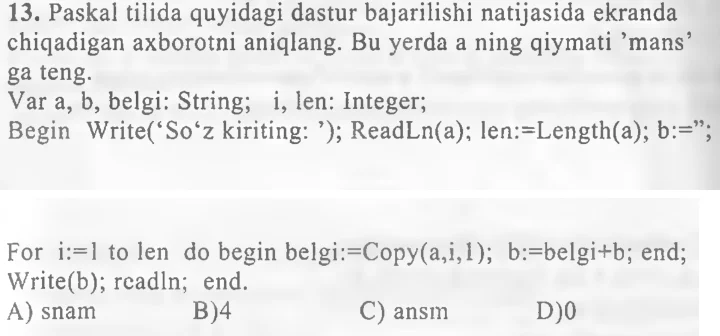 13. Paskal tilida quyidagi dastur bajarilishi natijasida ekranda
chiqadigan axborotni aniqlang. Bu yerda a ning qiymati ’mans’
ga teng.
Var a, b, belgi: String; i, len: Integer;
Begin Write(‘So‘z kiriting: ’); ReadLn(a); len:=Length(a); b:=”;
For i:=1 to len do begin belgi:=Copy(a,i,1); b:=belgi+b; end;
Write(b); readln; end.
A) snam B)4 C) ansm D)0